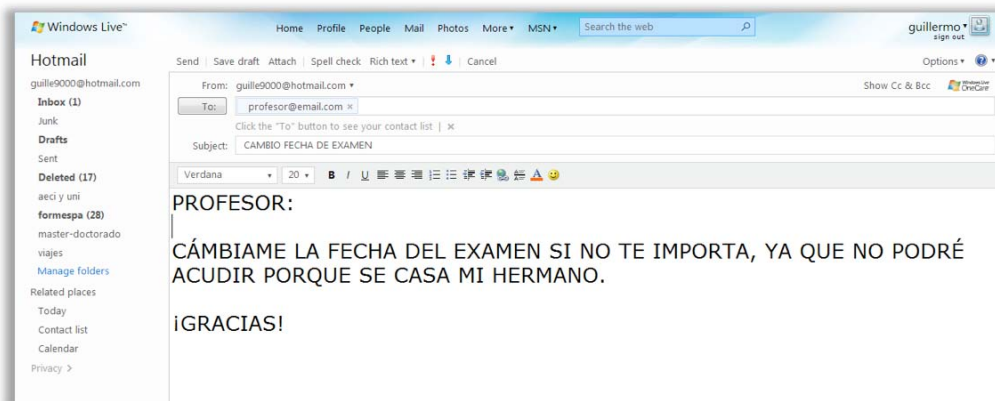 Windows Live™
Home Profile People Mail Photos More MSN Search the web
guillermo
sign out
Hotmail
Send Save draft Attach Spell check Rich text Cancel
Options
guille9000@hotmail.com
From: guille9000@hotmail.com
Show Cc & Bcc
Windows Live OneCare
Inbox (1)
To: profesor@email.com
Junk
Click the "To" button to see your contact list
Drafts
Subject: CAMBIO FECHA DE EXAMEN
Sent
Deleted (17)
Verdana 20 B I U A
aeci y uni
formespa (28)
master-doctorado
viajes
Manage folders
Related places
Today
Contact list
Calendar
Privacy >
PROFESOR:
CÁMBIAME LA FECHA DEL EXAMEN SI NO TE IMPORTA, YA QUE NO PODRÉ
ACUDIR PORQUE SE CASA MI HERMANO.
¡GRACIAS!